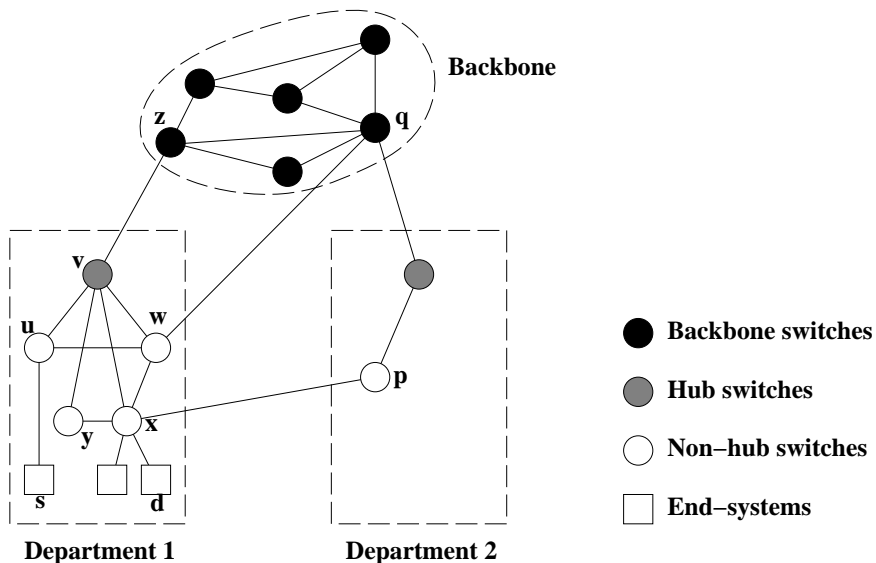 Backbone
z
q
v
u
w
p
y
x
s
d
Department 1
Department 2
Backbone switches
Hub switches
Non-hub switches
End-systems